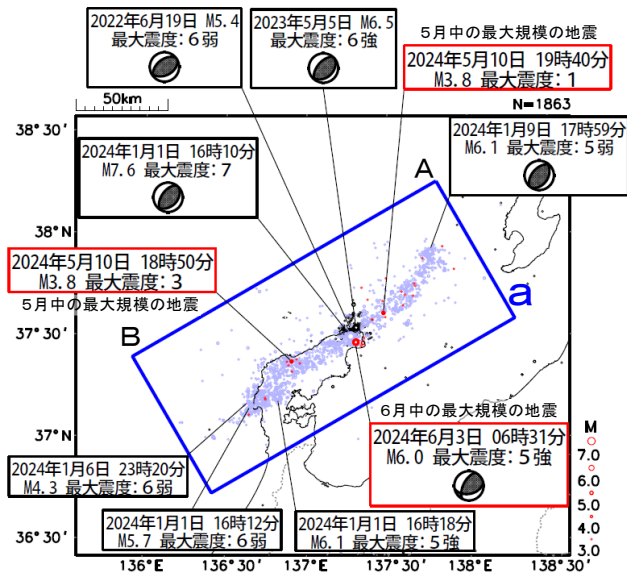 2022年6月19日 M5.4
最大震度：6弱
2023年5月5日 M6.5
最大震度：6強
5月中の最大規模の地震
2024年5月10日 19時40分
M3.8 最大震度：1
50km
N=1863
38°30'
2024年1月1日 16時10分
M7.6 最大震度：7
2024年1月9日 17時59分
M6.1 最大震度：5弱
A
38°N
2024年5月10日 18時50分
M3.8 最大震度：3
5月中の最大規模の地震
a
37°30'
B
6月中の最大規模の地震
37°N
2024年6月3日 06時31分
M6.0 最大震度：5強
M
7.0
6.0
5.0
4.0
3.0
2024年1月6日 23時20分
M4.3 最大震度：6弱
2024年1月1日 16時12分
M5.7 最大震度：6弱
2024年1月1日 16時18分
M6.1 最大震度：5強
36°30'
136°E
136°30'
137°E
137°30'
138°E
138°30'